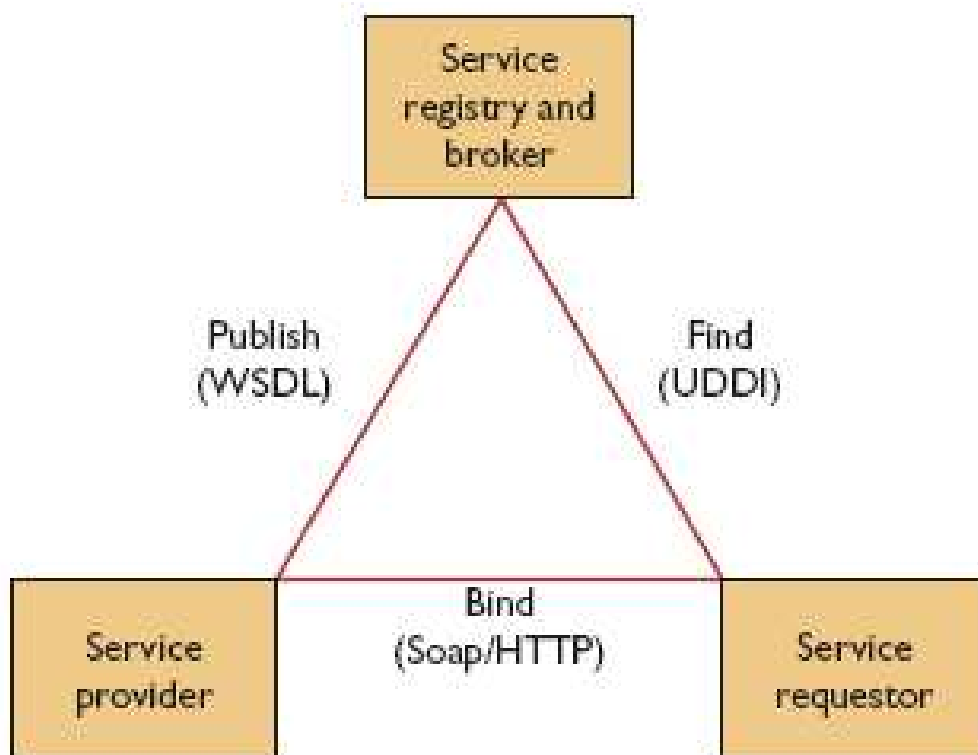 Service
registry and
broker
Publish
(WSDL)
Find
(UDDI)
Bind
(Soap/HTTP)
Service
provider
Service
requestor